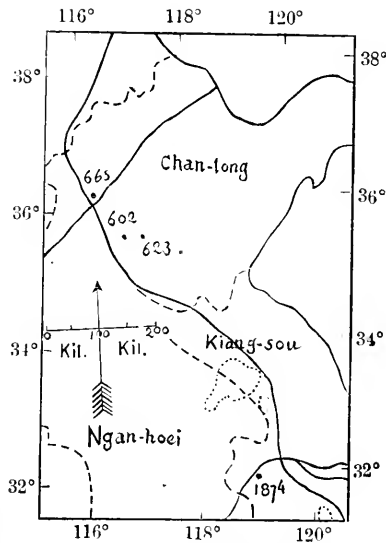 116° 118° 120°
38° 38°
Chan-tong
665
36° 36°
602
623
0 100 200
Kil. Kil.
Kiang-sou
34° 34°
Ngan-hoei
32° 32°
1874
116° 118° 120°